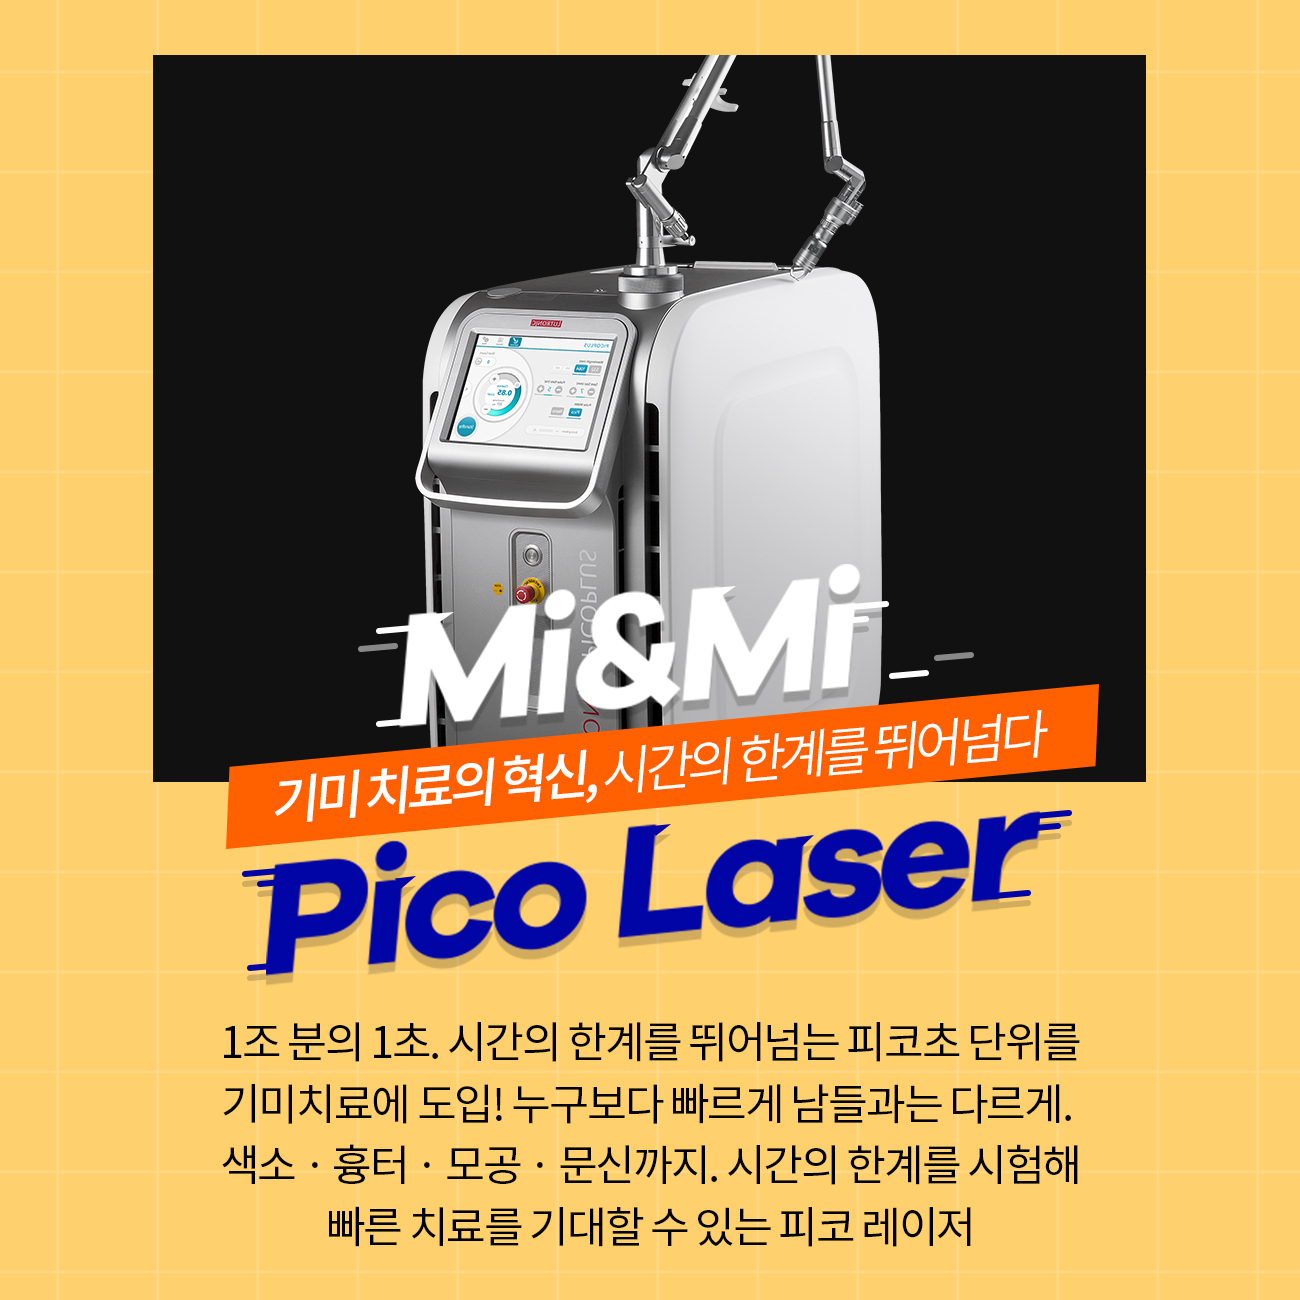 LUTRONIC
PICOPLUS
0.85
PICOPLUS
Mi&Mi
기미 치료의 혁신, 시간의 한계를 뛰어넘다
Pico Laser
1조 분의 1초. 시간의 한계를 뛰어넘는 피코초 단위를
기미치료에 도입! 누구보다 빠르게 남들과는 다르게.
색소 · 흉터 · 모공 · 문신까지. 시간의 한계를 시험해
빠른 치료를 기대할 수 있는 피코 레이저